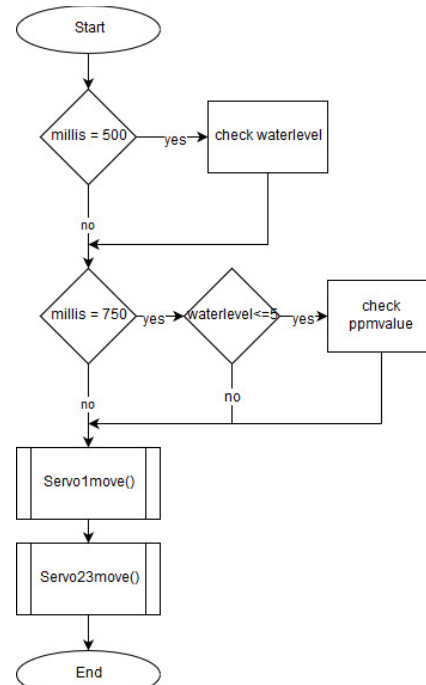 Start
millis = 500
yes
check waterlevel
no
millis = 750
yes
waterlevel<=5
yes
check
ppmvalue
no
no
Servo1move()
Servo23move()
End